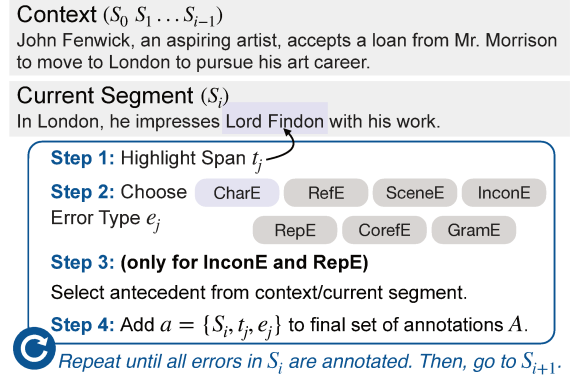 Context (S₀ S₁ … Sᵢ₋₁)
John Fenwick, an aspiring artist, accepts a loan from Mr. Morrison
to move to London to pursue his art career.
Current Segment (Sᵢ)
In London, he impresses Lord Findon with his work.
Step 1: Highlight Span tⱼ
Step 2: Choose CharE RefE SceneE InconE
Error Type eⱼ RepE CorefE GramE
Step 3: (only for InconE and RepE)
Select antecedent from context/current segment.
Step 4: Add a = {Sᵢ, tⱼ, eⱼ} to final set of annotations A.
Repeat until all errors in Sᵢ are annotated. Then, go to Sᵢ₊₁.